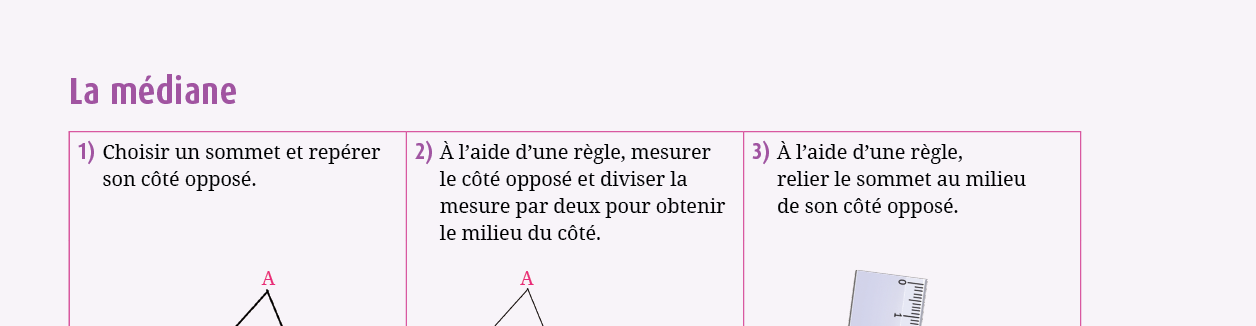 La médiane
1) Choisir un sommet et repérer
son côté opposé.
2) À l’aide d’une règle, mesurer
le côté opposé et diviser la
mesure par deux pour obtenir
le milieu du côté.
3) À l’aide d’une règle,
relier le sommet au milieu
de son côté opposé.
A
A
0
1